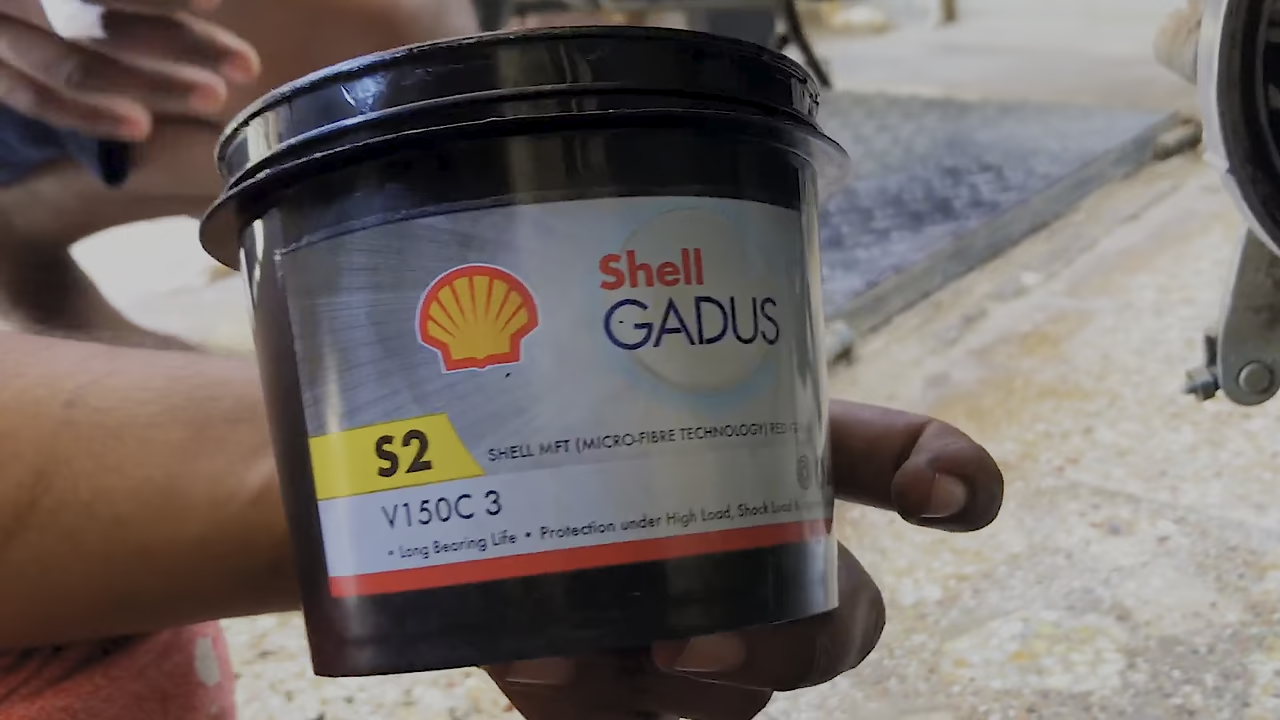 Shell
GADUS
S2
SHELL MFT (MICRO-FIBRE TECHNOLOGY) RED
V150C 3
• Long Bearing Life • Protection under High Load, Shock Load